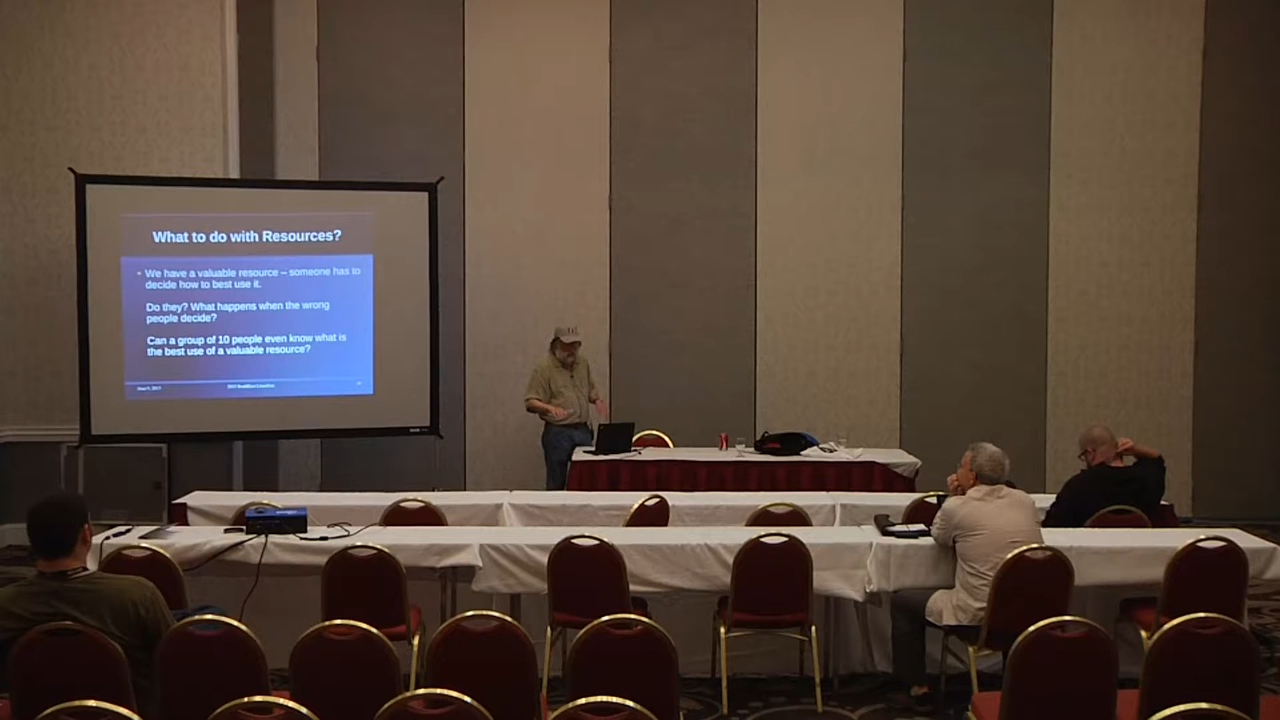 What to do with Resources?
We have a valuable resource – someone has to
decide how to best use it.
Do they? What happens when the wrong
people decide?
Can a group of 10 people even know what is
the best use of a valuable resource?